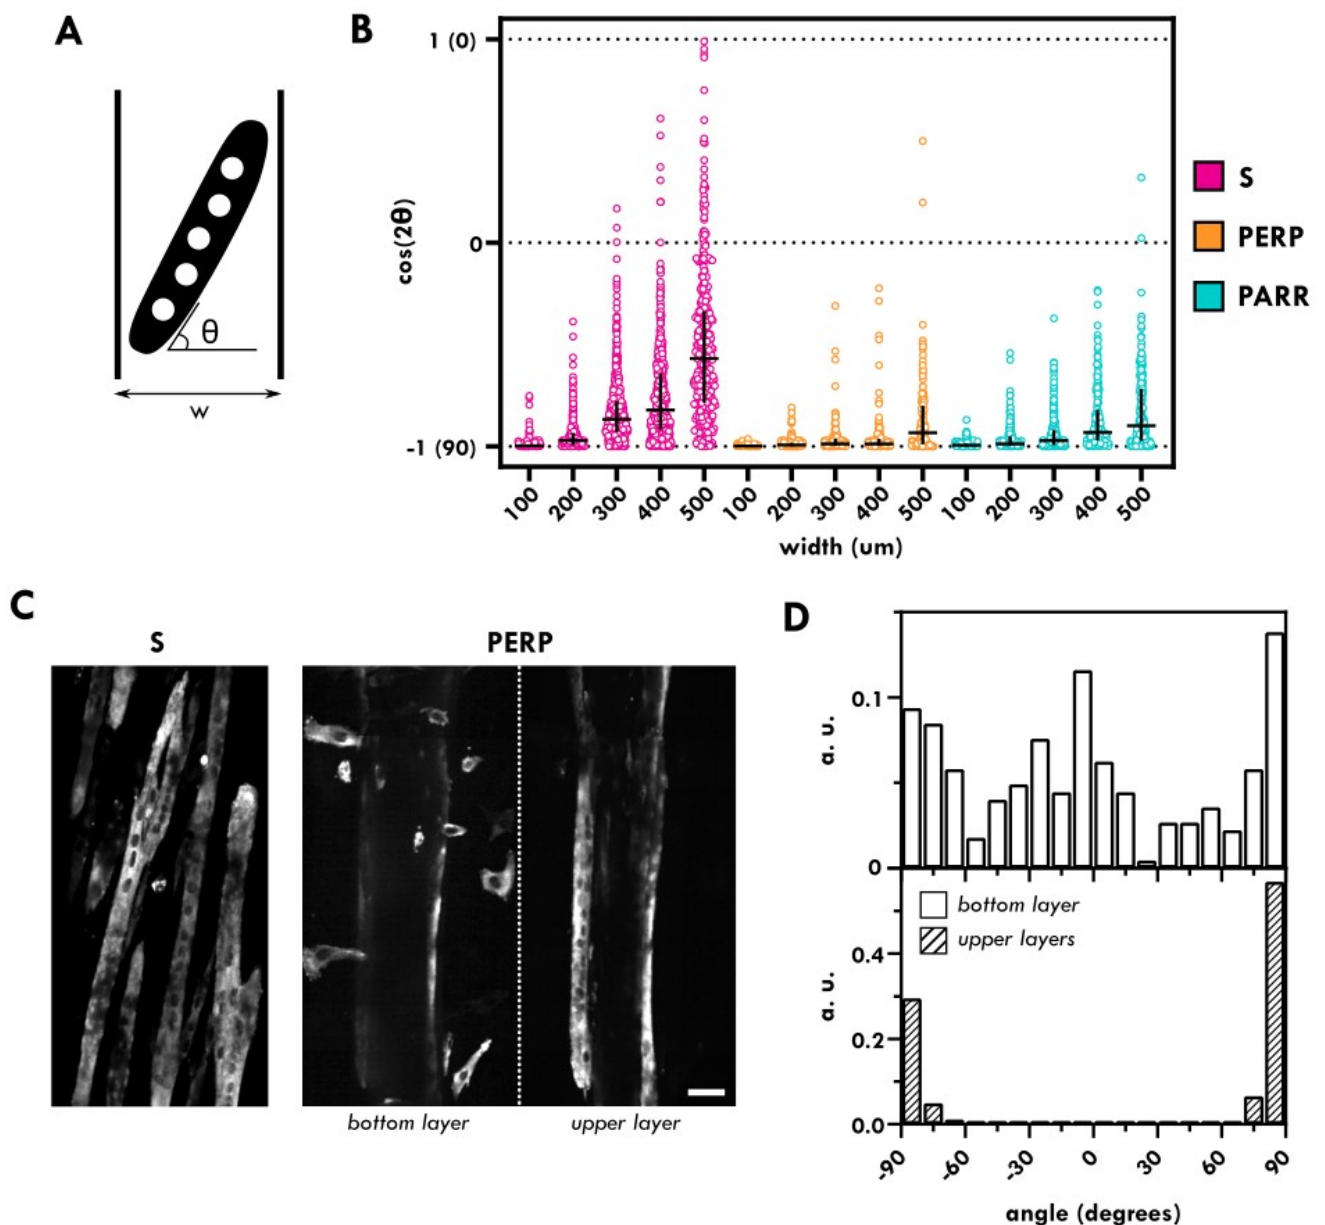 A
θ
w
B
1 (0)
0
-1 (90)
cos(2θ)
100
200
300
400
500
100
200
300
400
500
100
200
300
400
500
width (um)
S
PERP
PARR
C
S
PERP
bottom layer
upper layer
D
0.1
0
a. u.
bottom layer
upper layers
0.4
0.2
0.0
a. u.
-90
-60
-30
0
30
60
90
angle (degrees)